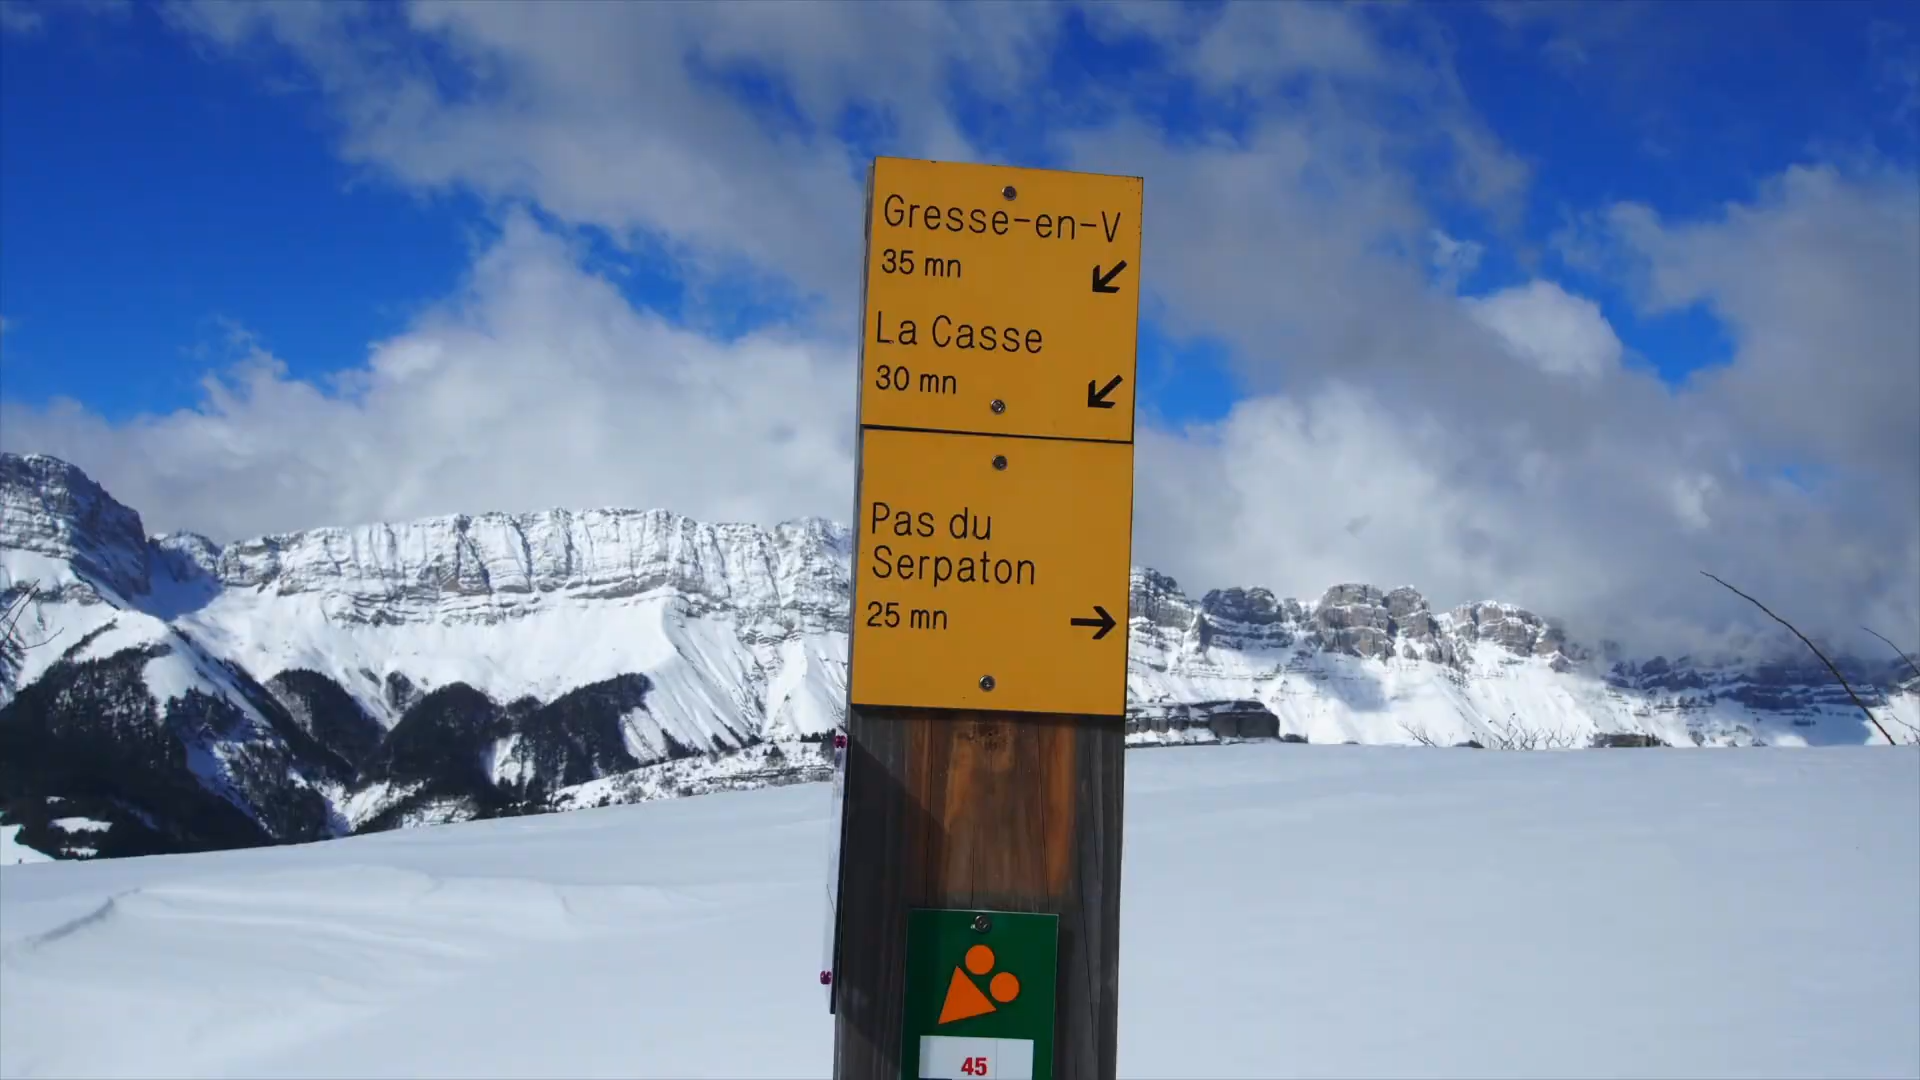 Gresse-en-V
35 mn
La Casse
30 mn
Pas du
Serpaton
25 mn
45